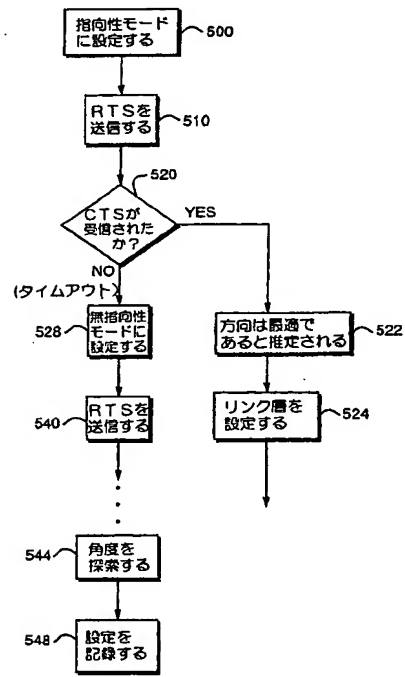 指向性モード
に設定する
500
RTSを
送信する
510
520
CTSが
受信された
か?
YES
NO
(タイムアウト)
528
無指向性
モードに
設定する
方向は最適で
あると推定される
522
540
RTSを
送信する
リンク層を
設定する
524
544
角度を
探索する
548
設定を
記録する